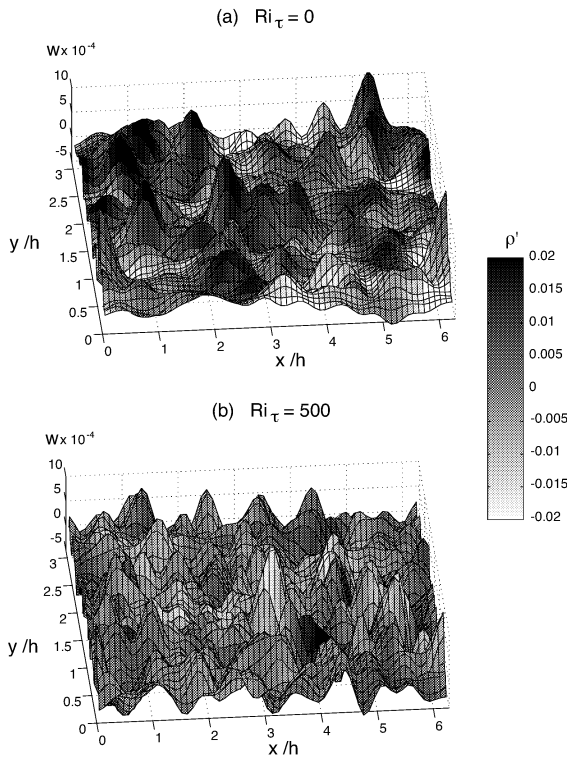 (a) Ri τ = 0
w x 10 -4
10
5
0
-5
3
2.5
2
1.5
1
0.5
0
y /h
0 1 2 3 4 5 6
x /h
ρ'
0.02
0.015
0.01
0.005
0
-0.005
-0.01
-0.015
-0.02
(b) Ri τ = 500
w x 10 -4
10
5
0
-5
3
2.5
2
1.5
1
0.5
0
y /h
0 1 2 3 4 5 6
x /h